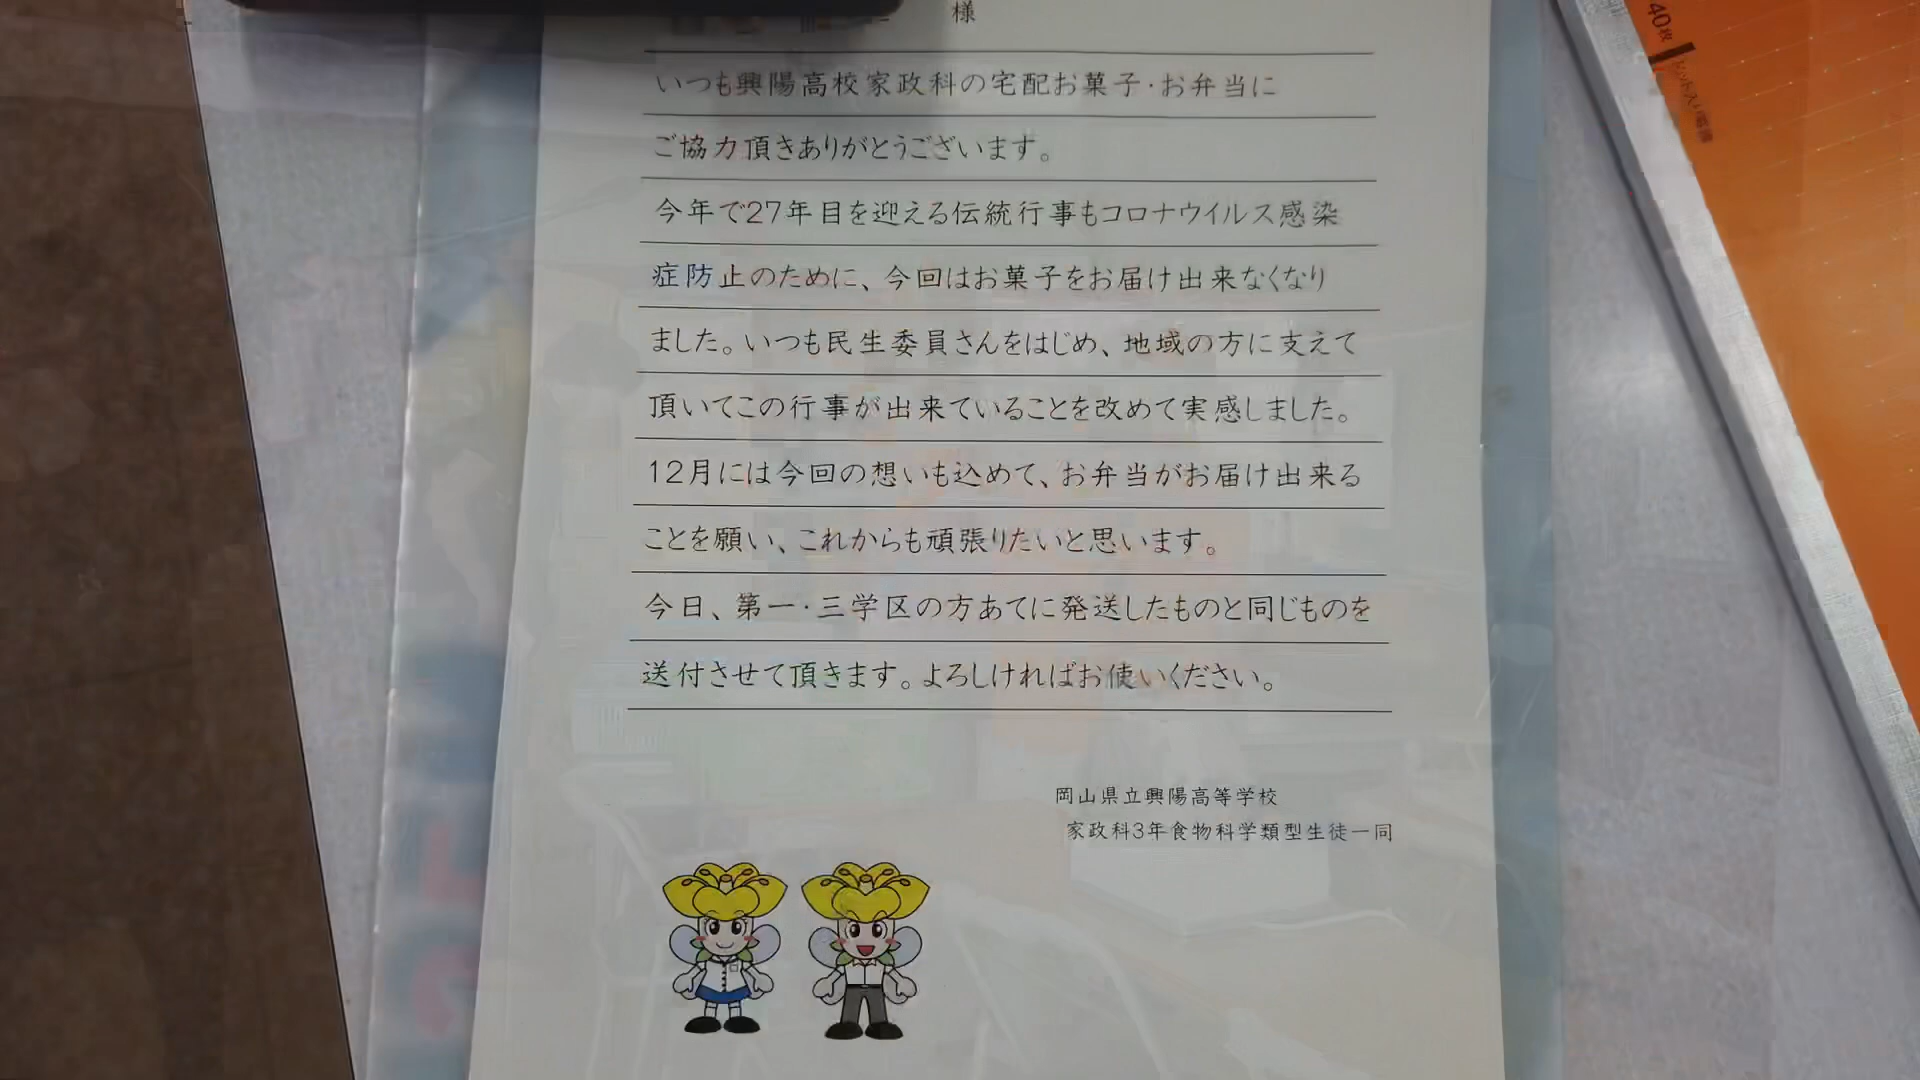 様
いつも興陽高校家政科の宅配お菓子・お弁当に
ご協力頂きありがとうございます。
今年で27年目を迎える伝統行事もコロナウイルス感染
症防止のために、今回はお菓子をお届け出来なくなり
ました。いつも民生委員さんをはじめ、地域の方に支えて
頂いてこの行事が出来ていることを改めて実感しました。
12月には今回の想いも込めて、お弁当がお届け出来る
ことを願い、これからも頑張りたいと思います。
今日、第一・三学区の方あてに発送したものと同じものを
送付させて頂きます。よろしければお使いください。
岡山県立興陽高等学校
家政科3年食物科学類型生徒一同
40枚